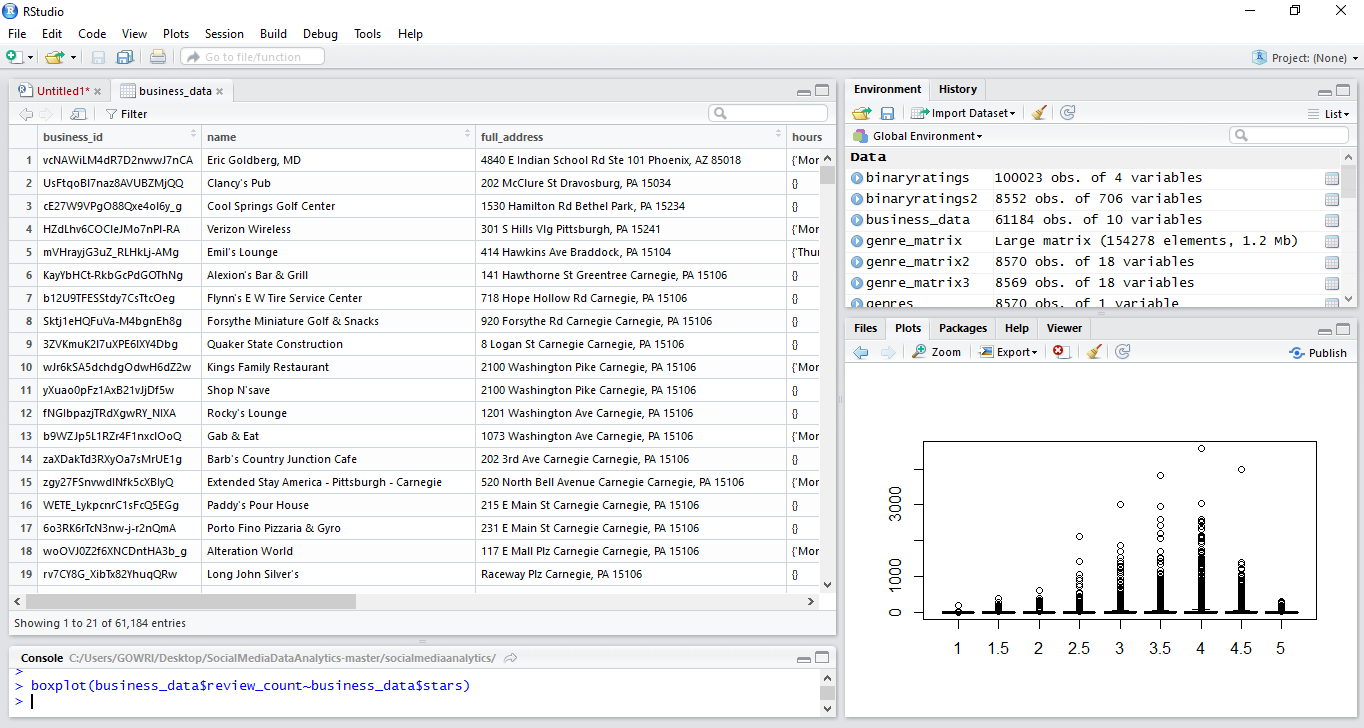 RStudio
File Edit Code View Plots Session Build Debug Tools Help
Go to file/function
Project: (None)
Untitled1* business_data
Filter
business_id name full_address hours
1 vcNAWiLM4dR7D2nwwJ7nCA Eric Goldberg, MD 4840 E Indian School Rd Ste 101 Phoenix, AZ 85018 {'Mor
2 UsFtqoBl7naz8AVUBZMjQQ Clancy's Pub 202 McClure St Dravosburg, PA 15034 {}
3 cE27W9VPgO88Qxe4ol6y_g Cool Springs Golf Center 1530 Hamilton Rd Bethel Park, PA 15234 {}
4 HZdLhv6COCleJMo7nPl-RA Verizon Wireless 301 S Hills Vlg Pittsburgh, PA 15241 {'Mor
5 mVHrayjG3uZ_RLHkLj-AMg Emil's Lounge 414 Hawkins Ave Braddock, PA 15104 {'Thur
6 KayYbHCt-RkbGcPdGOThNg Alexion's Bar & Grill 141 Hawthorne St Greentree Carnegie, PA 15106 {}
7 b12U9TFESStdy7CsTtcOeg Flynn's E W Tire Service Center 718 Hope Hollow Rd Carnegie, PA 15106 {}
8 Sktj1eHQFuVa-M4bgnEh8g Forsythe Miniature Golf & Snacks 920 Forsythe Rd Carnegie Carnegie, PA 15106 {}
9 3ZVKmuK2l7uXPE6lXY4Dbg Quaker State Construction 8 Logan St Carnegie Carnegie, PA 15106 {}
10 wJr6kSA5dchdgOdwH6dZ2w Kings Family Restaurant 2100 Washington Pike Carnegie, PA 15106 {'Mor
11 yXuao0pFz1AxB21vJjDf5w Shop N'save 2100 Washington Pike Carnegie, PA 15106 {}
12 fNGIbpazjTRdXgwRY_NIXA Rocky's Lounge 1201 Washington Ave Carnegie, PA 15106 {}
13 b9WZJp5L1RZr4F1nxclOoQ Gab & Eat 1073 Washington Ave Carnegie, PA 15106 {'Mor
14 zaXDakTd3RXyOa7sMrUE1g Barb's Country Junction Cafe 202 3rd Ave Carnegie Carnegie, PA 15106 {}
15 zgy27FSnvwdlNfk5cXBIyQ Extended Stay America - Pittsburgh - Carnegie 520 North Bell Avenue Carnegie Carnegie, PA 15106 {'Mor
16 WETE_LykpcnrC1sFcQ5EGg Paddy's Pour House 215 E Main St Carnegie Carnegie, PA 15106 {}
17 6o3RK6rTcN3nw-j-r2nQmA Porto Fino Pizzaria & Gyro 231 E Main St Carnegie Carnegie, PA 15106 {}
18 woOVJ0Z2f6XNCDntHA3b_g Alteration World 117 E Mall Plz Carnegie Carnegie, PA 15106 {'Mor
19 rv7CY8G_XibTx82YhuqQRw Long John Silver's Raceway Plz Carnegie, PA 15106 {}
Showing 1 to 21 of 61,184 entries
Console C:/Users/GOWRI/Desktop/SocialMediaDataAnalytics-master/socialmediaanalytics/
>
> boxplot(business_data$review_count~business_data$stars)
>
Environment History
Import Dataset List
Global Environment
Data
binaryratings 100023 obs. of 4 variables
binaryratings2 8552 obs. of 706 variables
business_data 61184 obs. of 10 variables
genre_matrix Large matrix (154278 elements, 1.2 Mb)
genre_matrix2 8570 obs. of 18 variables
genre_matrix3 8569 obs. of 18 variables
genres 8570 obs. of 1 variable
Files Plots Packages Help Viewer
Zoom Export Publish
3000
1000
0
1 1.5 2 2.5 3 3.5 4 4.5 5